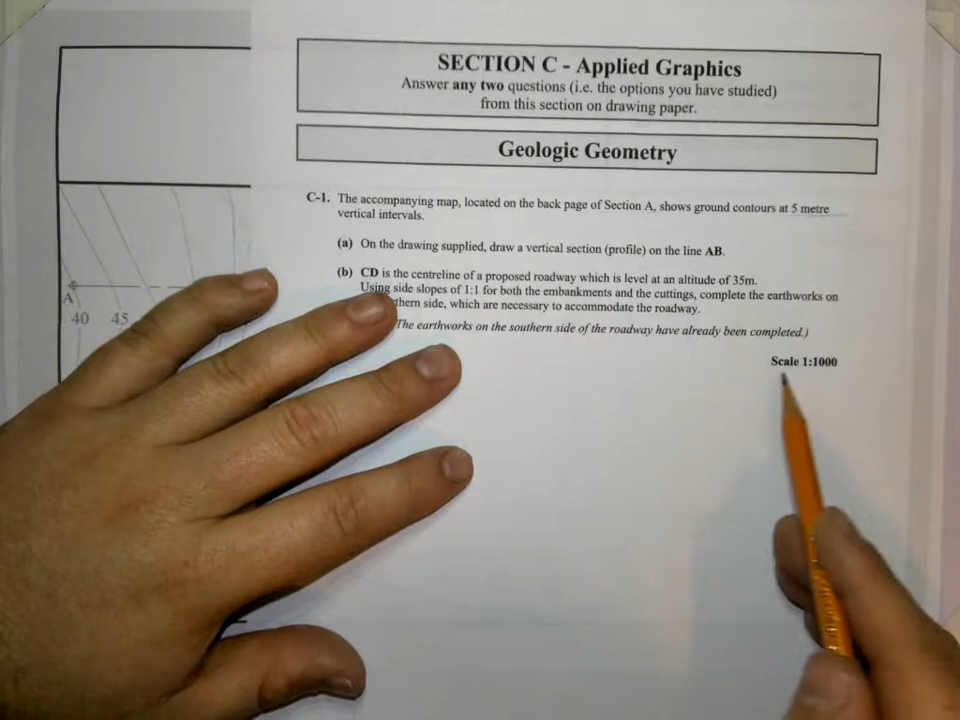 SECTION C - Applied Graphics
Answer any two questions (i.e. the options you have studied)
from this section on drawing paper.
Geologic Geometry
C-1. The accompanying map, located on the back page of Section A, shows ground contours at 5 metre
vertical intervals.
(a) On the drawing supplied, draw a vertical section (profile) on the line AB.
(b) CD is the centreline of a proposed roadway which is level at an altitude of 35m.
Using side slopes of 1:1 for both the embankments and the cuttings, complete the earthworks on
side, which are necessary to accommodate the roadway.
The earthworks on the southern side of the roadway have already been completed.)
Scale 1:1000
A
40 45